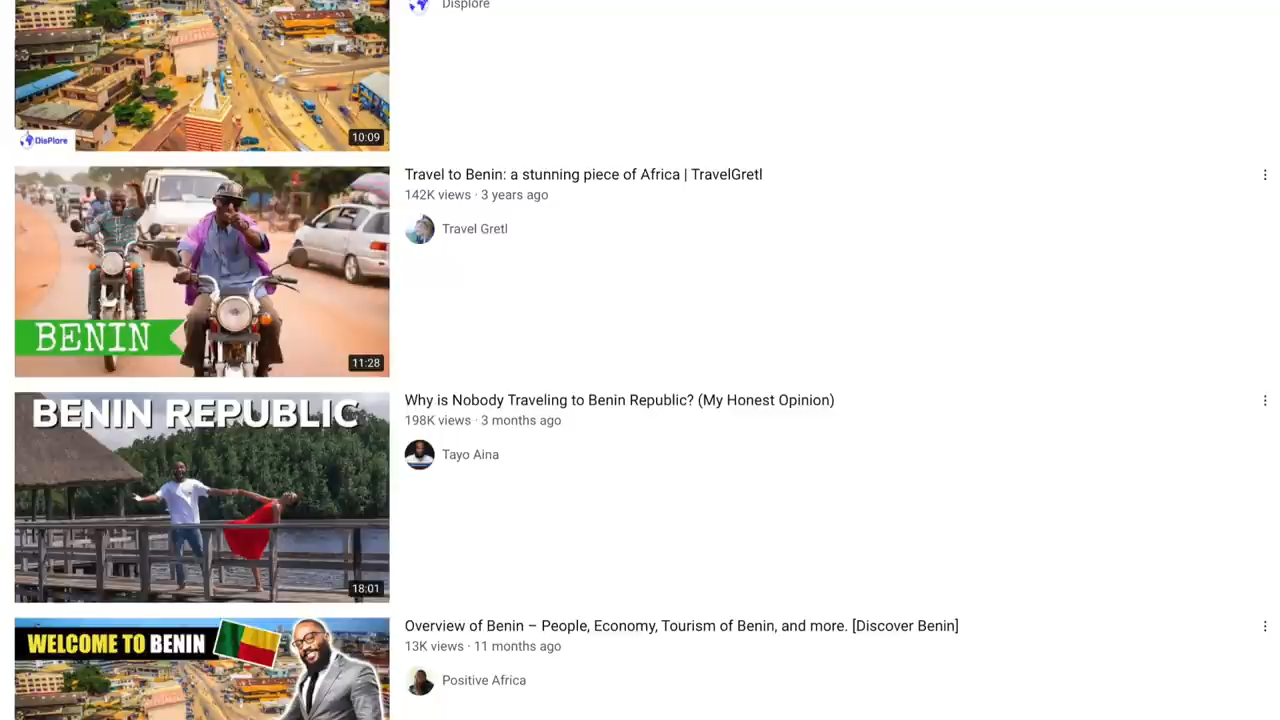 Displore
DisPlore
10:09
Travel to Benin: a stunning piece of Africa | TravelGretl
142K views · 3 years ago
Travel Gretl
BENIN
11:28
Why is Nobody Traveling to Benin Republic? (My Honest Opinion)
198K views · 3 months ago
Tayo Aina
BENIN REPUBLIC
18:01
Overview of Benin – People, Economy, Tourism of Benin, and more. [Discover Benin]
13K views · 11 months ago
Positive Africa
WELCOME TO BENIN